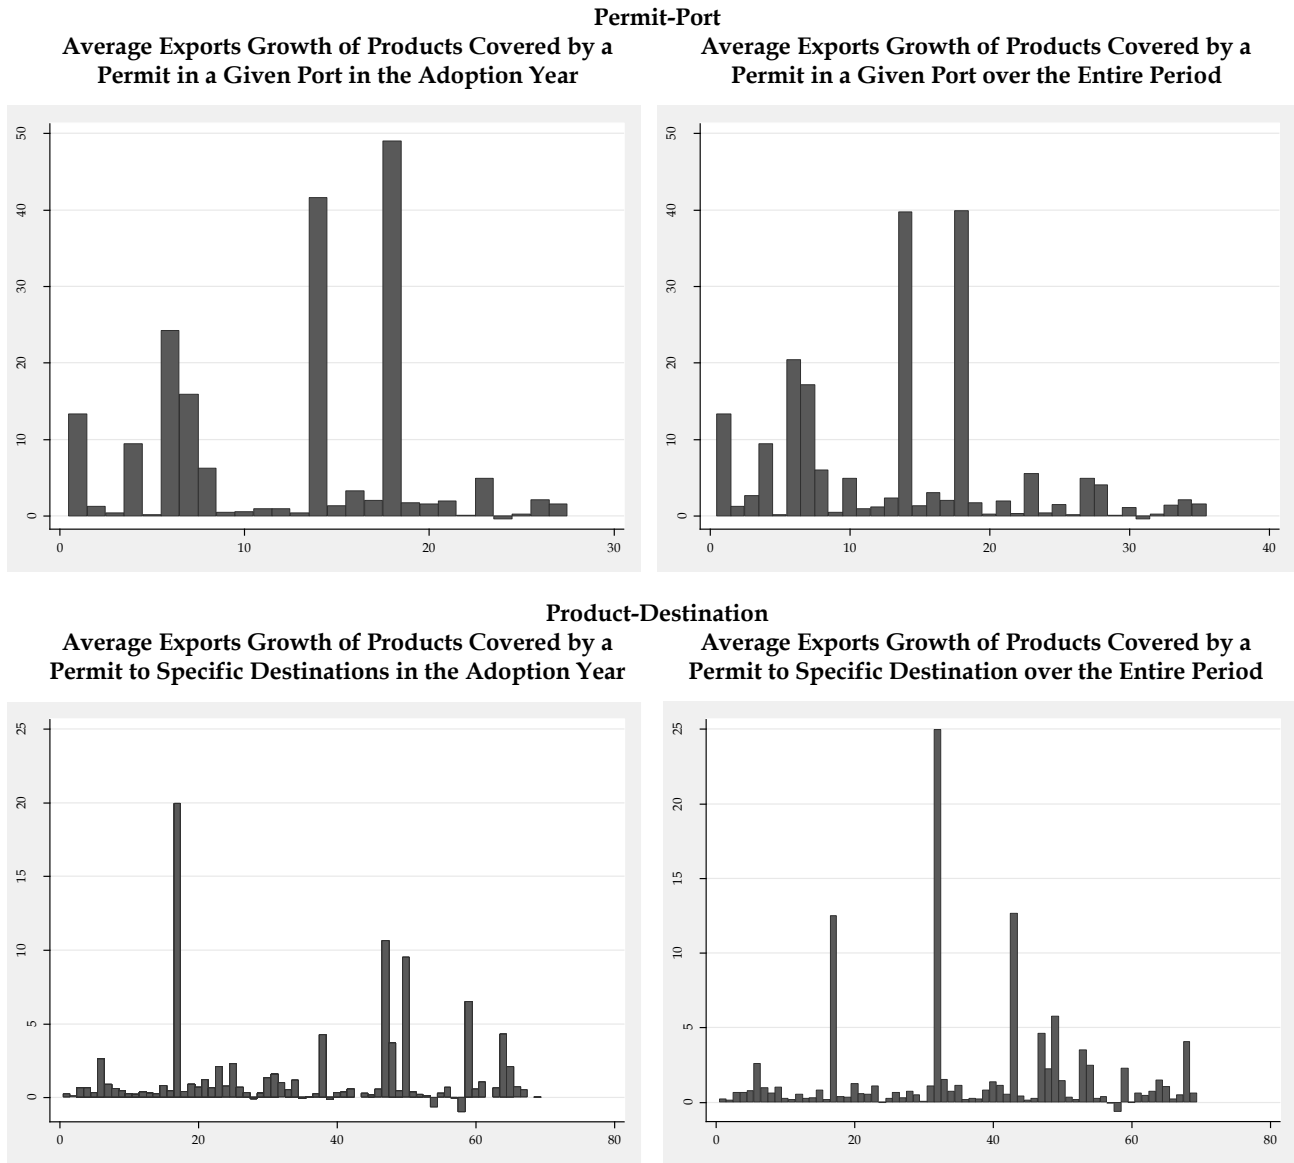 Permit-Port
Average Exports Growth of Products Covered by a
Permit in a Given Port in the Adoption Year
Average Exports Growth of Products Covered by a
Permit in a Given Port over the Entire Period
50
40
30
20
10
0
0 10 20 30
50
40
30
20
10
0
0 10 20 30 40
Product-Destination
Average Exports Growth of Products Covered by a
Permit to Specific Destinations in the Adoption Year
Average Exports Growth of Products Covered by a
Permit to Specific Destination over the Entire Period
25
20
15
10
5
0
0 20 40 60 80
25
20
15
10
5
0
0 20 40 60 80